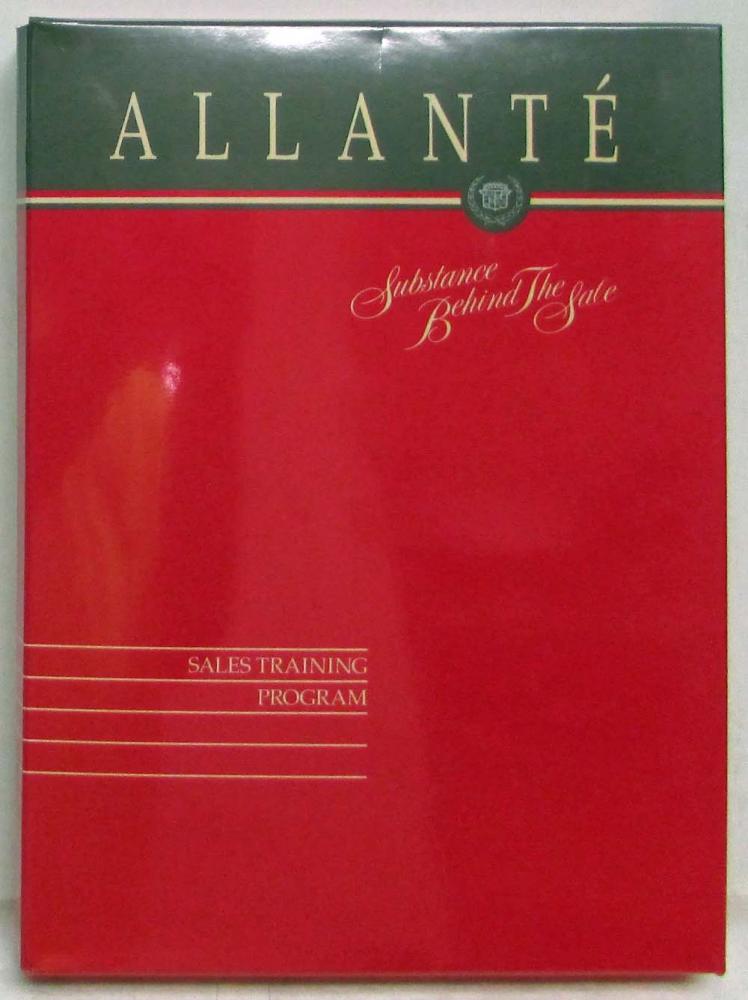 ALLANTÉ
Substance
Behind The Sale
SALES TRAINING
PROGRAM